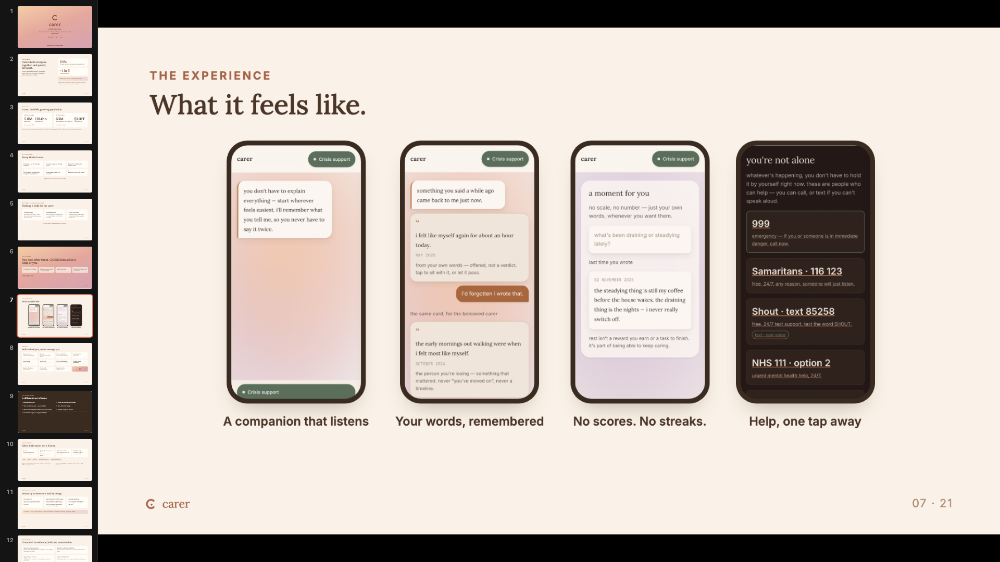 1
carer
2
Carers hold everyone
together, and quietly
fall apart.
63%
~1 in 5
3
A vast, invisible, growing population.
5.8M £184bn
63M $1.01T
4
Every kind of carer.
5
Nothing is built for the carer.
6
You look after them. CARER looks after a
little of you.
7
What it feels like.
8
Built to hold you, not to manage you.
9
A different set of rules.
10
Safety is the spine, not a feature.
11
Private by architecture. Safe by design.
12
Grounded in evidence, built to a constitution.
THE EXPERIENCE
What it feels like.
carer
Crisis support
you don't have to explain
everything — start wherever
feels easiest. i'll remember what
you tell me, so you never have to
say it twice.
Crisis support
A companion that listens
carer
Crisis support
something you said a while ago
came back to me just now.
“
i felt like myself again for about an hour
today.
MAY 2025
from your own words — offered, not a verdict.
tap to sit with it, or let it pass.
i'd forgotten i wrote that.
the same card, for the bereaved carer
“
the early mornings out walking were when
i felt most like myself.
OCTOBER 2024
the person you're losing — something that
mattered. never "you've moved on", never a
timeline.
Your words, remembered
carer
Crisis support
a moment for you
no scale, no number — just your own
words, whenever you want them.
what's been draining or steadying
lately?
last time you wrote
02 NOVEMBER 2025
the steadying thing is still my coffee
before the house wakes. the draining
thing is the nights — i never really
switch off.
rest isn't a reward you earn or a task to finish.
it's part of being able to keep caring.
No scores. No streaks.
you're not alone
whatever's happening, you don't have to hold
it by yourself right now. these are people who
can help — you can call, or text if you can't
speak aloud.
999
emergency — if you or someone is in immediate
danger. call now.
Samaritans · 116 123
free, 24/7. any reason. someone will just listen.
Shout · text 85258
free, 24/7 text support. text the word SHOUT.
text · non-voice
NHS 111 · option 2
urgent mental health help, 24/7.
Help, one tap away
carer
07 · 21